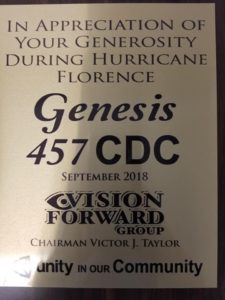 In Appreciation of
Your Generosity
During Hurricane
Florence
Genesis
457 CDC
September 2018
VISION
FORWARD
GROUP
Chairman Victor J. Taylor
unity IN OUR Community